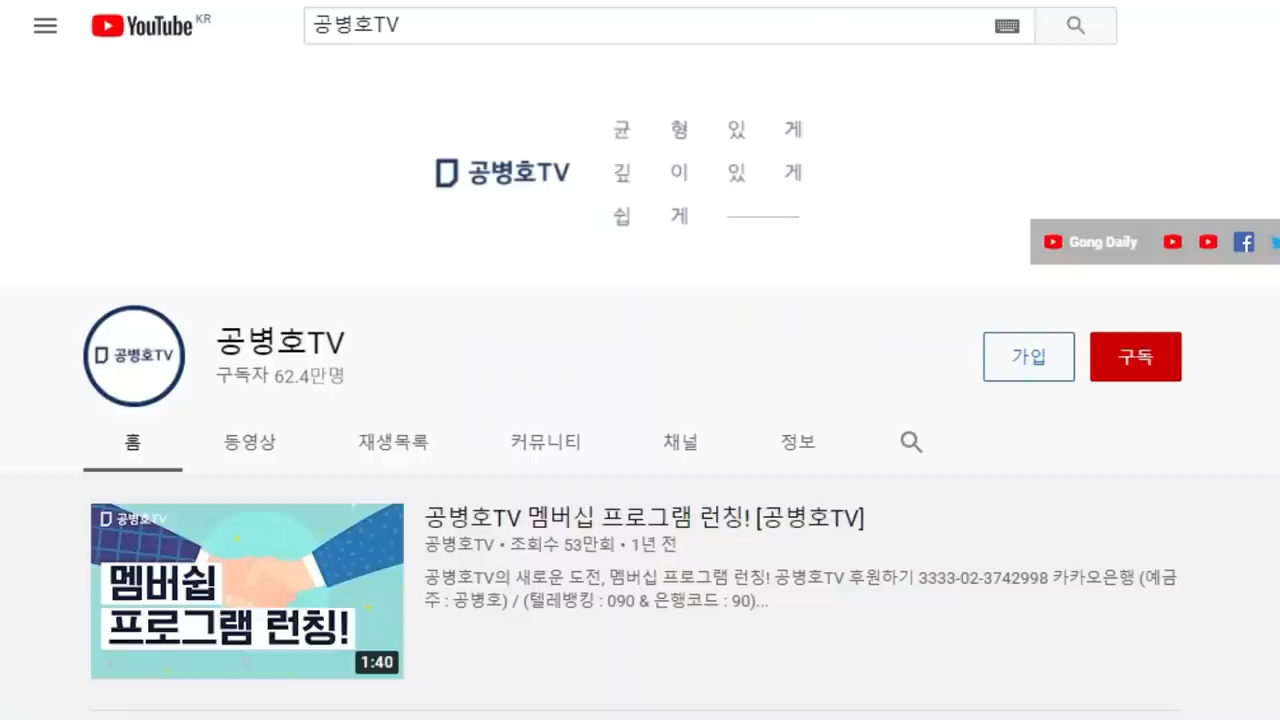 YouTube KR
공병호TV
균 형 있 게
공병호TV
깊 이 있 게
쉽 게
Gong Daily
공병호TV
공병호TV
구독자 62.4만명
가입
구독
홈 동영상 재생목록 커뮤니티 채널 정보
공병호TV
멤버쉽
프로그램 런칭!
1:40
공병호TV 멤버십 프로그램 런칭! [공병호TV]
공병호TV • 조회수 53만회 • 1년 전
공병호TV의 새로운 도전, 멤버십 프로그램 런칭! 공병호TV 후원하기 3333-02-3742998 카카오은행 (예금
주 : 공병호) / (텔레뱅킹 : 090 & 은행코드 : 90)...